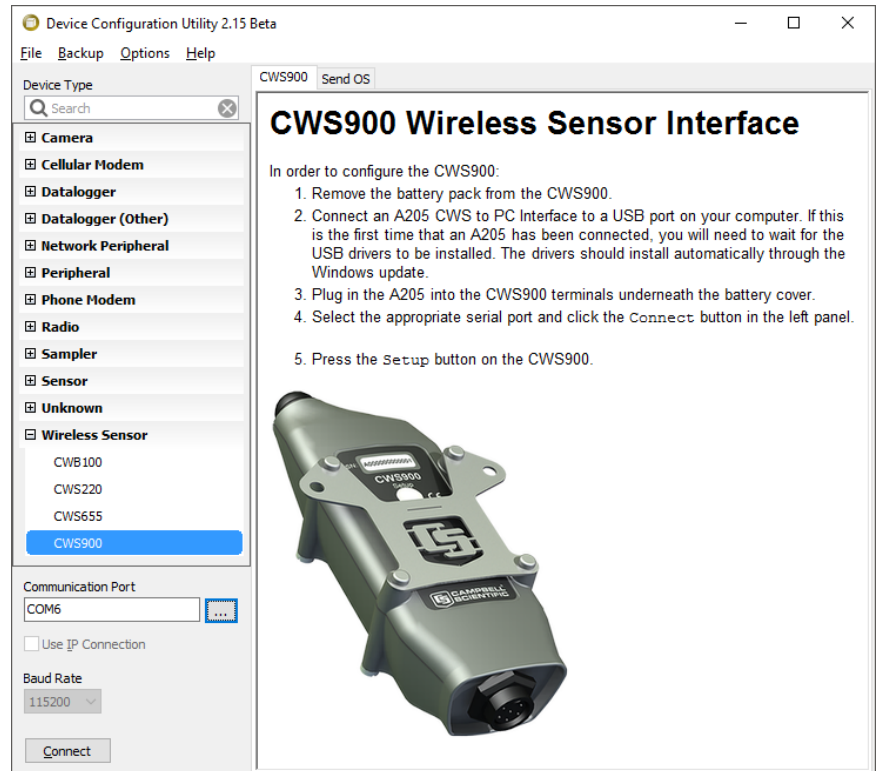 Device Configuration Utility 2.15 Beta
File Backup Options Help
Device Type
Search
Camera
Cellular Modem
Datalogger
Datalogger (Other)
Network Peripheral
Peripheral
Phone Modem
Radio
Sampler
Sensor
Unknown
Wireless Sensor
CWB100
CWS220
CWS655
CWS900
Communication Port
COM6
...
Use IP Connection
Baud Rate
115200
Connect
CWS900 Send OS
CWS900 Wireless Sensor Interface
In order to configure the CWS900:
1. Remove the battery pack from the CWS900.
2. Connect an A205 CWS to PC Interface to a USB port on your computer. If this
is the first time that an A205 has been connected, you will need to wait for the
USB drivers to be installed. The drivers should install automatically through the
Windows update.
3. Plug in the A205 into the CWS900 terminals underneath the battery cover.
4. Select the appropriate serial port and click the Connect button in the left panel.
5. Press the Setup button on the CWS900.
SN:
CWS900
Setup
CE
CAMPBELL
SCIENTIFIC